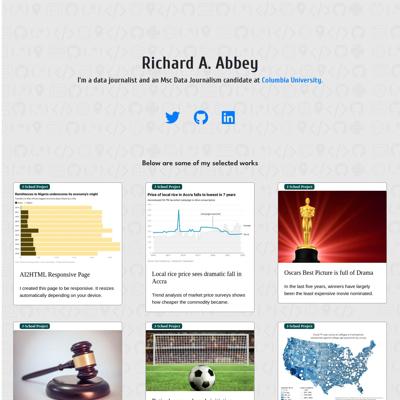 Richard A. Abbey
I'm a data journalist and an Msc Data Journalism candidate at Columbia University.
Below are some of my selected works
J-School Project
J-School Project
J-School Project
Remittances to Nigeria underscores its economy's might
Price of local rice in Accra falls to lowest in 7 years
AI2HTML Responsive Page
I created this page to be responsive. It resizes
automatically depending on your device.
Local rice price sees dramatic fall in
Accra
Trend analysis of market price surveys shows
how cheaper the commodity became.
Oscars Best Picture is full of Drama
In the last five years, winners have largely
been the least expensive movie nominated.
J-School Project
J-School Project
J-School Project